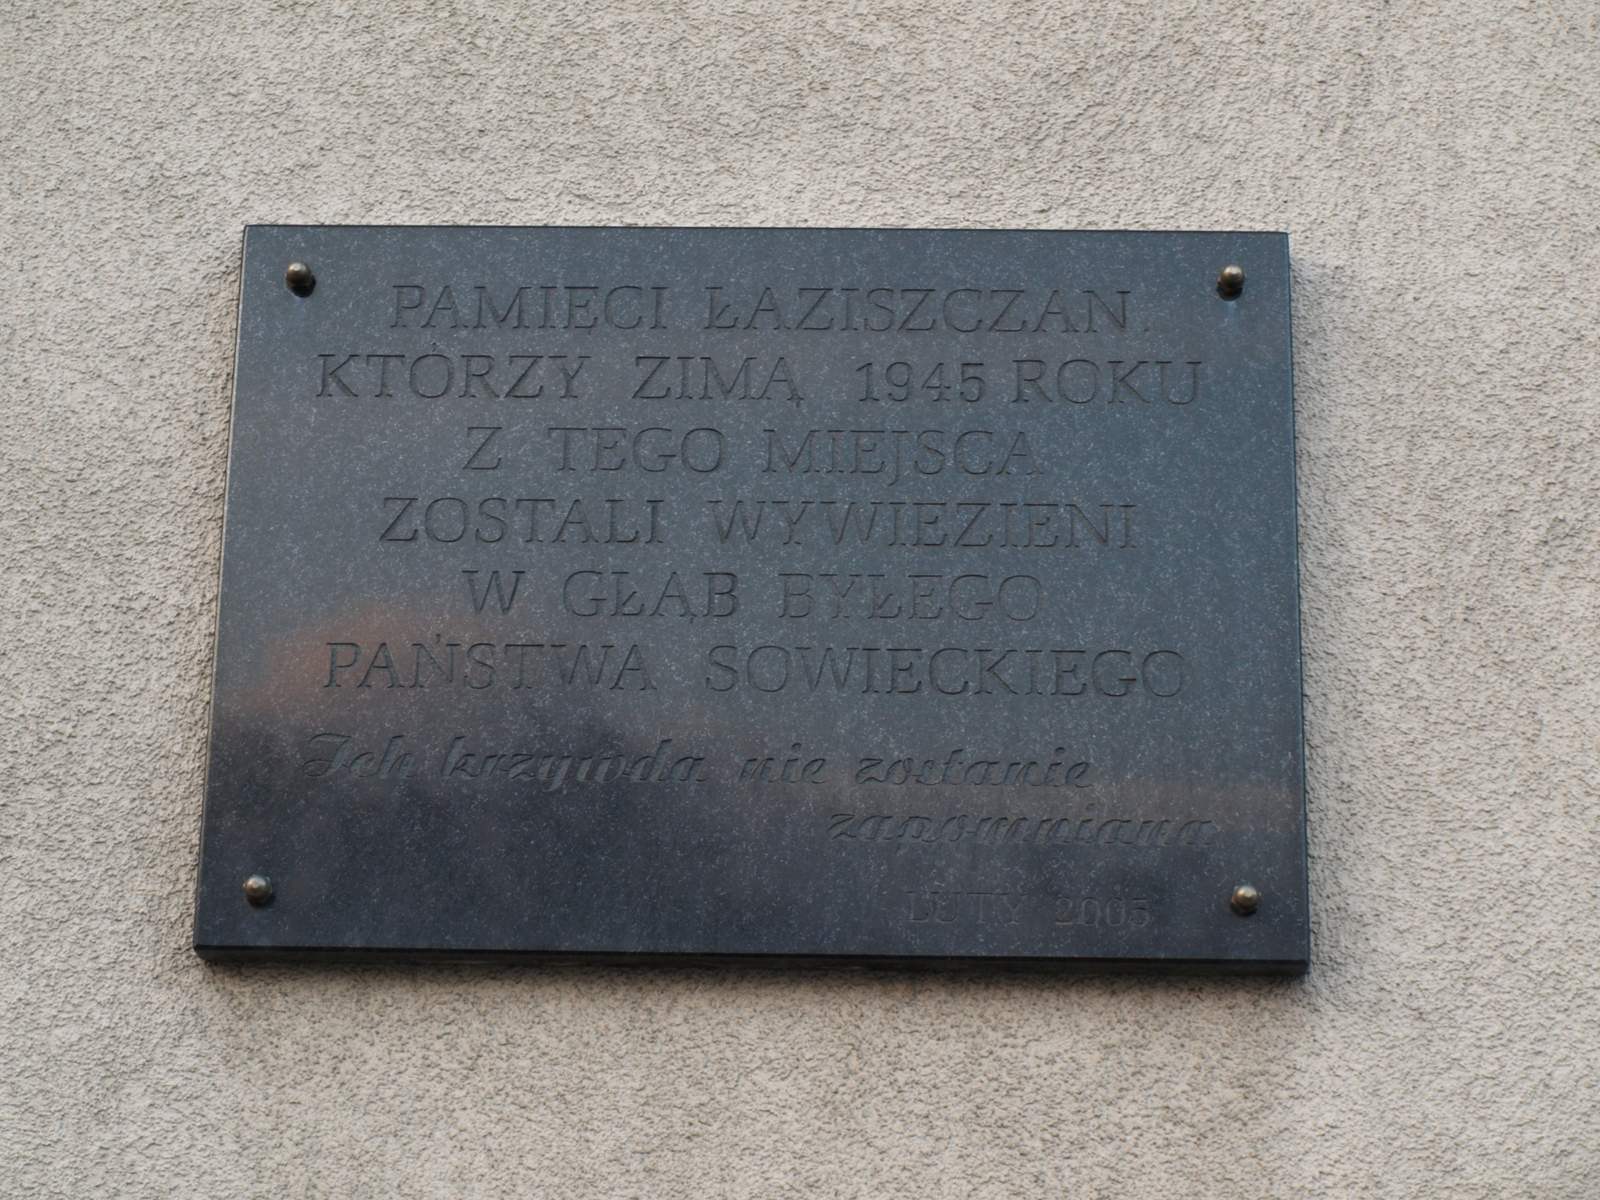 PAMIĘCI ŁAZISZCZAN,
KTÓRZY ZIMĄ 1945 ROKU
Z TEGO MIEJSCA
ZOSTALI WYWIEZIENI
W GŁĄB BYŁEGO
PAŃSTWA SOWIECKIEGO
Ich krzywda nie zostanie
zapomniana
LUTY 2005